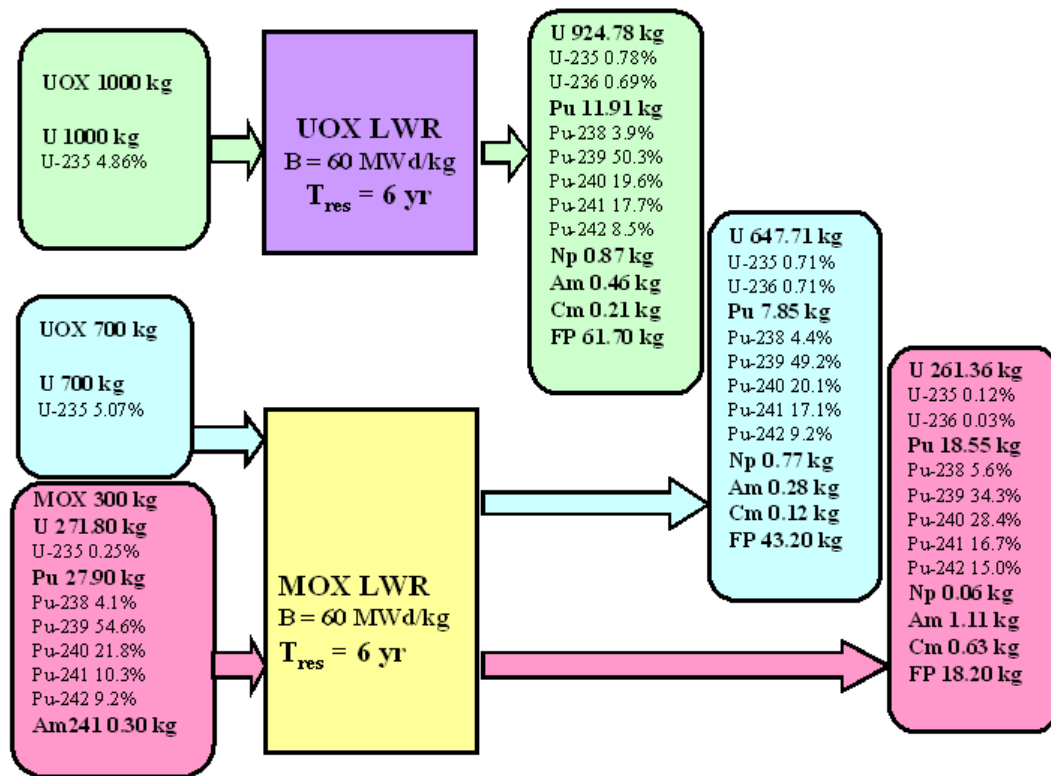 UOX 1000 kg
U 1000 kg
U-235 4.86%
UOX LWR
B = 60 MWd/kg
Tres = 6 yr
U 924.78 kg
U-235 0.78%
U-236 0.69%
Pu 11.91 kg
Pu-238 3.9%
Pu-239 50.3%
Pu-240 19.6%
Pu-241 17.7%
Pu-242 8.5%
Np 0.87 kg
Am 0.46 kg
Cm 0.21 kg
FP 61.70 kg
UOX 700 kg
U 700 kg
U-235 5.07%
MOX 300 kg
U 271.80 kg
U-235 0.25%
Pu 27.90 kg
Pu-238 4.1%
Pu-239 54.6%
Pu-240 21.8%
Pu-241 10.3%
Pu-242 9.2%
Am241 0.30 kg
MOX LWR
B = 60 MWd/kg
Tres = 6 yr
U 647.71 kg
U-235 0.71%
U-236 0.71%
Pu 7.85 kg
Pu-238 4.4%
Pu-239 49.2%
Pu-240 20.1%
Pu-241 17.1%
Pu-242 9.2%
Np 0.77 kg
Am 0.28 kg
Cm 0.12 kg
FP 43.20 kg
U 261.36 kg
U-235 0.12%
U-236 0.03%
Pu 18.55 kg
Pu-238 5.6%
Pu-239 34.3%
Pu-240 28.4%
Pu-241 16.7%
Pu-242 15.0%
Np 0.06 kg
Am 1.11 kg
Cm 0.63 kg
FP 18.20 kg